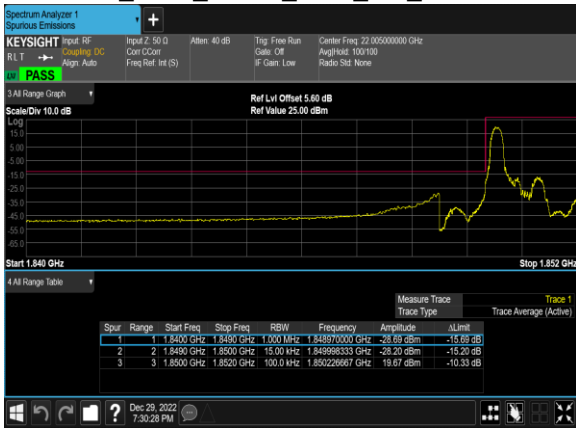 Spectrum Analyzer 1
Spurious Emissions
+
KEYSIGHT Input: RF Input Z: 50 Ω Atten: 40 dB Trig: Free Run Center Freq: 22.005000000 GHz
RLT Coupling: DC Corr CCorr Gate: Off Avg|Hold: 100/100
Align: Auto Freq Ref: Int (S) IF Gain: Low Radio Std: None
PASS
3 All Range Graph
Ref Lvl Offset 5.60 dB
Scale/Div 10.0 dB Ref Value 25.00 dBm
Log
15.0
5.00
-5.00
-15.0
-25.0
-35.0
-45.0
-55.0
-65.0
Start 1.840 GHz Stop 1.852 GHz
4 All Range Table
Measure Trace Trace 1
Trace Type Trace Average (Active)
Spur Range Start Freq Stop Freq RBW Frequency Amplitude ΔLimit
1 1 1.8400 GHz 1.8490 GHz 1.000 MHz 1.848970000 GHz -28.69 dBm -15.69 dB
2 2 1.8490 GHz 1.8500 GHz 15.00 kHz 1.849998333 GHz -28.20 dBm -15.20 dB
3 3 1.8500 GHz 1.8520 GHz 100.0 kHz 1.850226667 GHz 19.67 dBm -10.33 dB
? Dec 29, 2022
7:30:28 PM